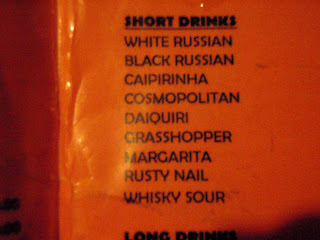 SHORT DRINKS
WHITE RUSSIAN
BLACK RUSSIAN
CAIPIRINHA
COSMOPOLITAN
DAIQUIRI
GRASSHOPPER
MARGARITA
RUSTY NAIL
WHISKY SOUR
LONG DRINKS